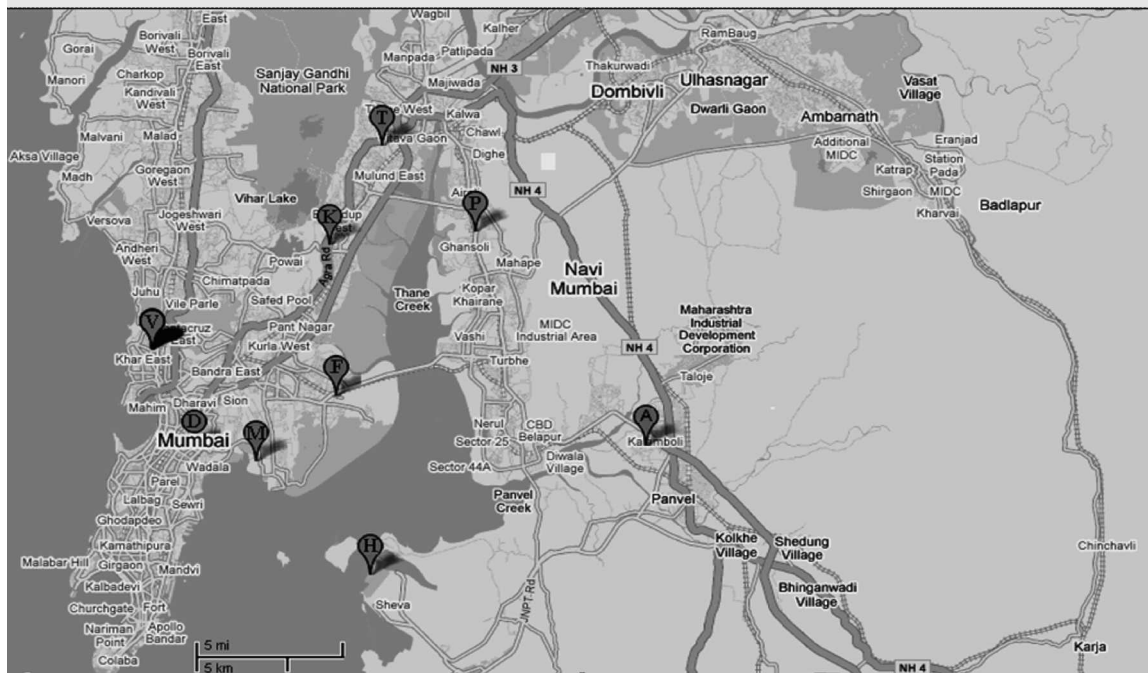 East
Wagbil
Kalher
RamBaug
Gorai
Borivali
West
Borivali
East
Manpada
Patlipada
Thakurwadi
NH 3
Ulhasnagar
Vasat
Village
Manori
Charkop
Kandivali
West
Sanjay Gandhi
National Park
Majiwada
Dombivli
Dwarli Gaon
Ambarnath
Kalwa
T
Chawl
Malvani
Malad
Dighe
Eranjad
Additional
MIDC
Station
Pada
Aksa Village
Goregaon
West
Mulund East
NH 4
Katrap
Madh
Vihar Lake
Shirgaon
MIDC
Kharvai
Badlapur
K
P
Versova
Jogeshwari
West
Ghansoli
Andheri
West
Agra Rd
Powai
Mahape
Navi
Mumbai
Juhu
Chimatpada
Kopar
Khairane
Thane
Creek
Vile Parle
Safed Pool
Maharashtra
Industrial
Development
Corporation
V
East
Pant Nagar
Vashi
MIDC
Industrial Area
Khar East
Kurla West
NH 4
Turbhe
Bandra East
F
Taloje
Mahim
Dharavi
Sion
D
Mumbai
M
Nerul
Sector 25
CBD
Belapur
A
Wadala
Sector 44A
Diwala
Village
Parel
Panvel
Creek
Panvel
Lalbag
Sewri
Ghodapdeo
Kolkhe
Village
Shedung
Village
Kamathipura
H
Chinchavli
Malabar Hill
Girgaon
Mandvi
Kalbadevi
Bhinganwadi
Village
JNPT Rd
Sheva
Churchgate
Fort
Nariman
Point
Apollo
Bandar
5 mi
5 km
Colaba
Karja
NH 4